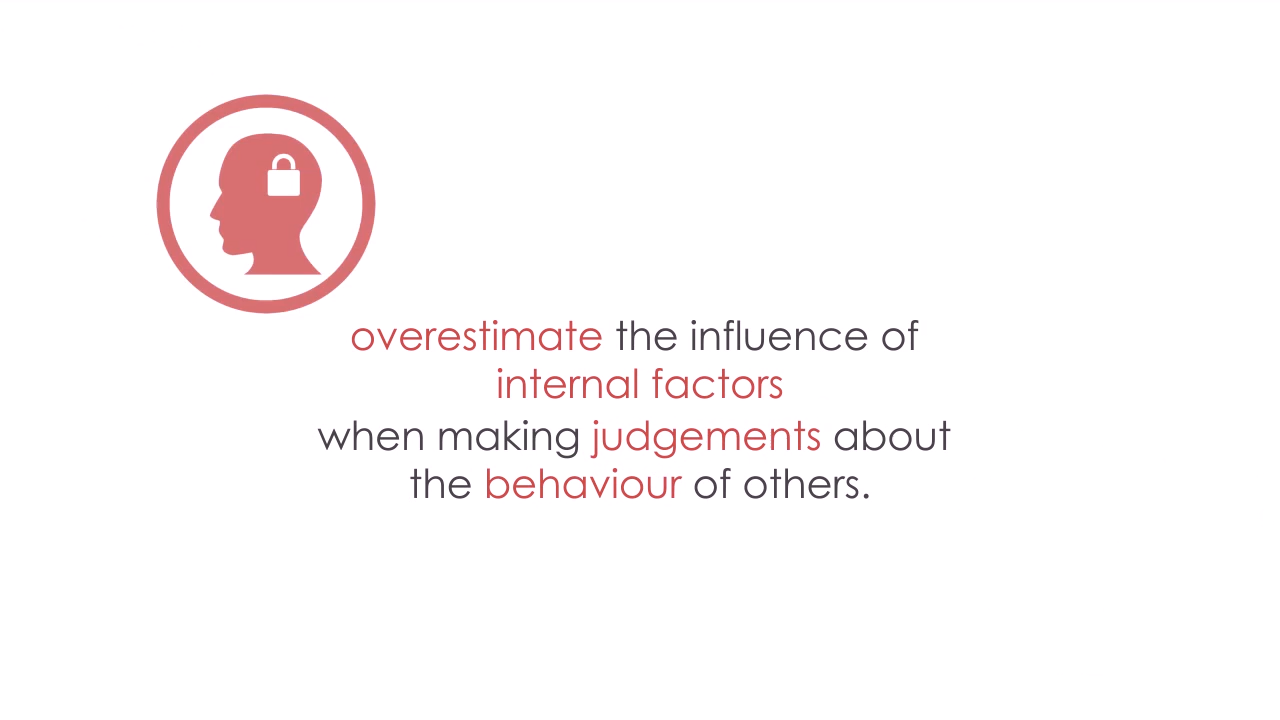 overestimate the influence of
internal factors
when making judgements about
the behaviour of others.